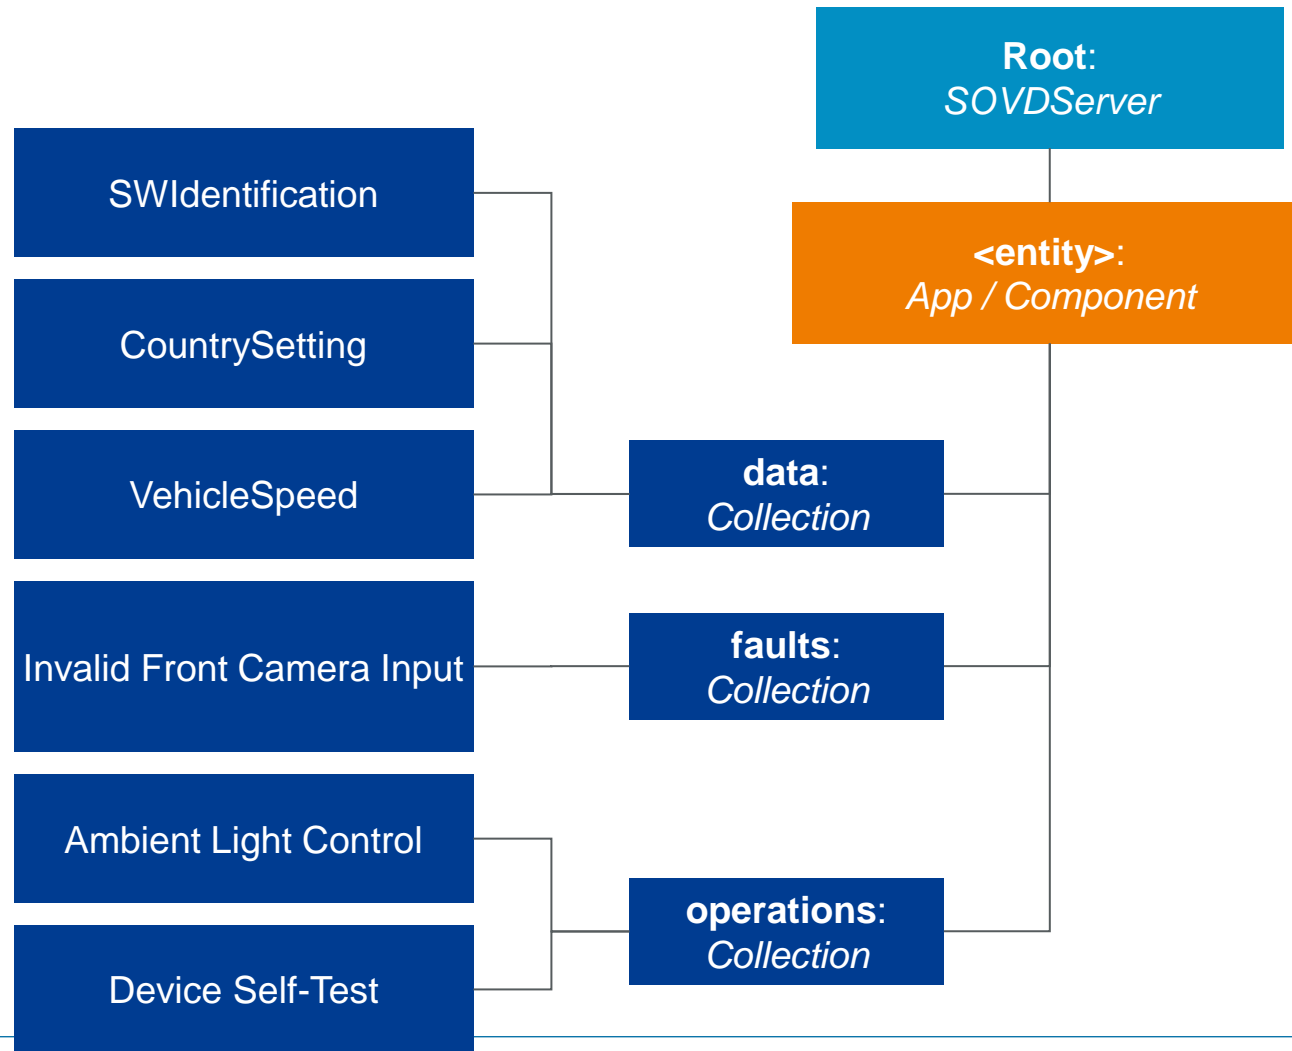 Root:
SOVDServer
<entity>:
App / Component
SWIdentification
CountrySetting
VehicleSpeed
data:
Collection
Invalid Front Camera Input
faults:
Collection
Ambient Light Control
Device Self-Test
operations:
Collection